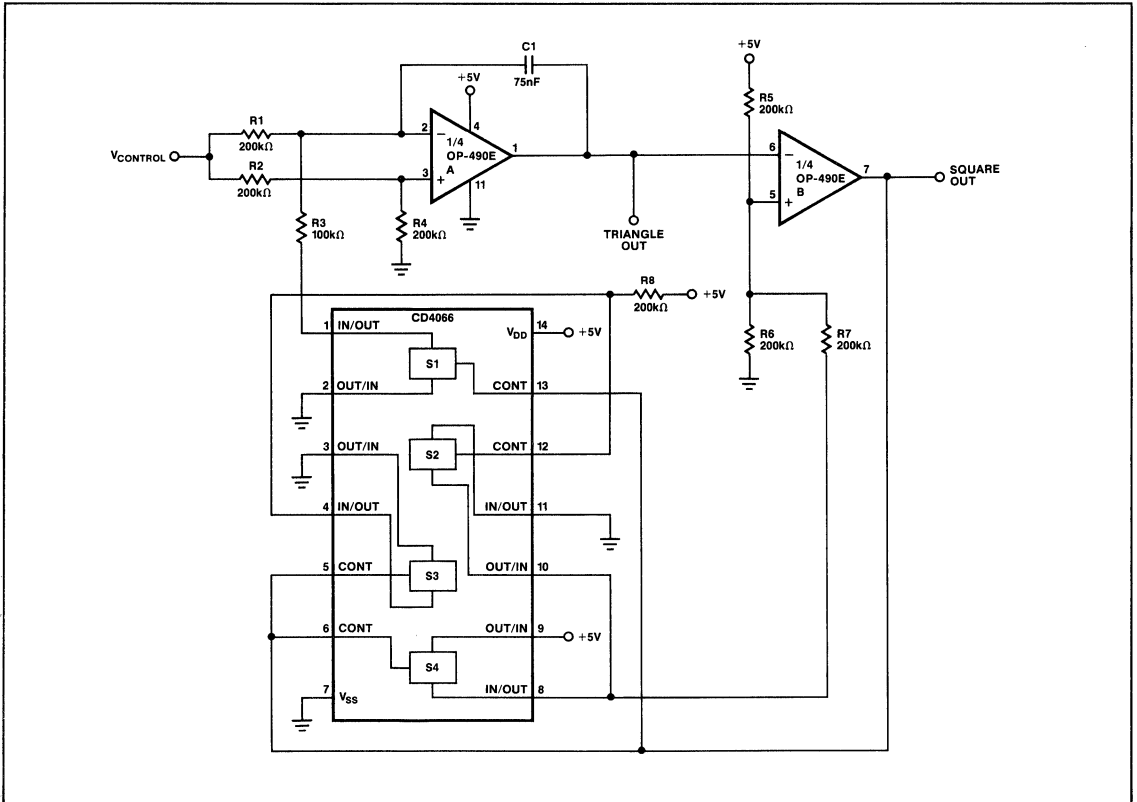 C1
75nF
+5V
+5V
R1
200kΩ
R5
200kΩ
2
−
4
1/4
OP-490E
A
1
6
−
1/4
OP-490E
B
7
VCONTROL
R2
200kΩ
3
+
11
5
+
SQUARE
OUT
R3
100kΩ
R4
200kΩ
TRIANGLE
OUT
R8
200kΩ
+5V
R6
200kΩ
R7
200kΩ
CD4066
1 IN/OUT
VDD 14
+5V
S1
2 OUT/IN
CONT 13
3 OUT/IN
S2
CONT 12
4 IN/OUT
IN/OUT 11
5 CONT
S3
OUT/IN 10
6 CONT
OUT/IN 9
+5V
S4
IN/OUT 8
7 VSS